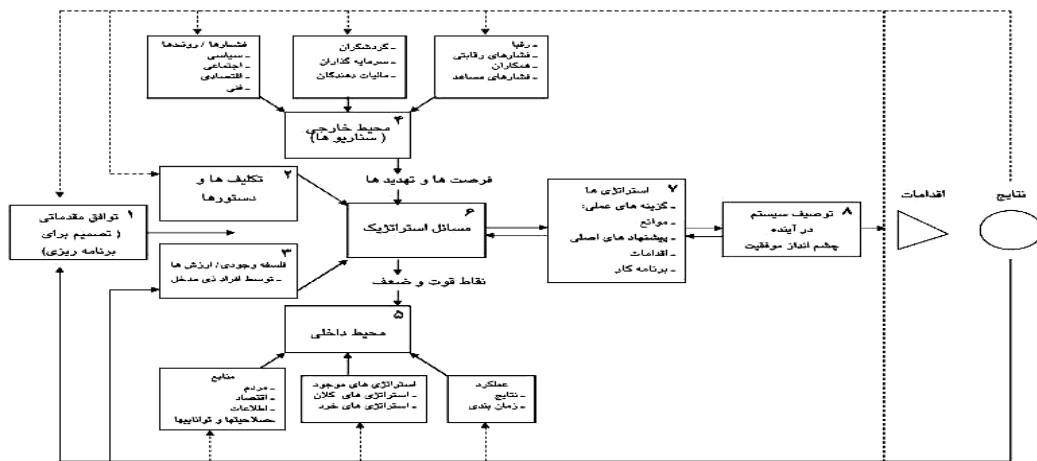 فشارها / روندها
ـ سیاسی
ـ اجتماعی
ـ اقتصادی
ـ فنی
ـ گردشگران
ـ سرمایه گذاران
ـ مالیات دهندگان
ـ رقبا
ـ فشارهای رقابتی
ـ همکاران
ـ فشارهای مساعد
۴
محیط خارجی
( سناریو ها)
فرصت ها و تهدید ها
۲
تکلیف ها و
دستورها
۱
توافق مقدماتی
( تصمیم برای
برنامه ریزی)
۳
فلسفه وجودی/ ارزش ها
ـ توسط افراد ذی مدخل
۶
مسائل استراتژیک
۷
استراتژی ها
ـ گزینه های عملی:
ـ موانع
ـ پیشنهاد های اصلی
ـ اقدامات
ـ برنامه کار
۸
توصیف سیستم
در آینده
چشم انداز موفقیت
اقدامات
نتایج
نقاط قوت و ضعف
۵
محیط داخلی
منابع
ـ مردم
ـ اقتصاد
ـ اطلاعات
ـ صلاحیتها و تواناییها
استراتژی های موجود
ـ استراتژی های کلان
ـ استراتژی های خرد
عملکرد
ـ نتایج
ـ زمان بندی